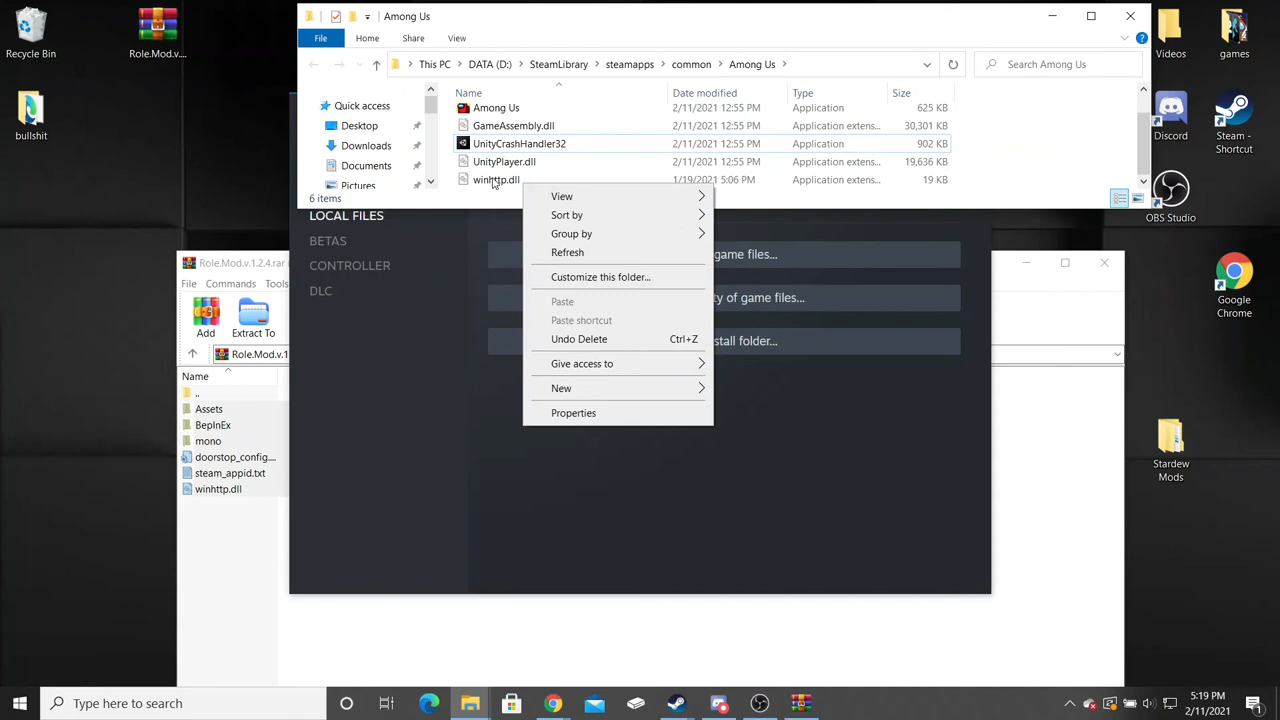 Recycle Bin
Role.Mod.v....
bullshit
Among Us
File
Home
Share
View
This PC
DATA (D:)
SteamLibrary
steamapps
common
Among Us
Search Among Us
Quick access
Desktop
Downloads
Documents
Pictures
Name
Date modified
Type
Size
Among Us
2/11/2021 12:55 PM
Application
625 KB
GameAssembly.dll
2/11/2021 12:55 PM
Application extens...
30,301 KB
UnityCrashHandler32
2/11/2021 12:55 PM
Application
902 KB
UnityPlayer.dll
2/11/2021 12:55 PM
Application extens...
19,636 KB
winhttp.dll
1/19/2021 5:06 PM
Application extens...
19 KB
6 items
View
Sort by
Group by
Refresh
Customize this folder...
Paste
Paste shortcut
Undo Delete
Ctrl+Z
Give access to
New
Properties
LOCAL FILES
BETAS
CONTROLLER
DLC
game files...
y of game files...
stall folder...
Role.Mod.v.1.2.4.rar
File
Commands
Tools
Add
Extract To
Role.Mod.v.1
Name
..
Assets
BepInEx
mono
doorstop_config....
steam_appid.txt
winhttp.dll
Videos
games
Discord
Steam -
Shortcut
OBS Studio
Google
Chrome
Stardew
Mods
Type here to search
5:19 PM
2/11/2021
1